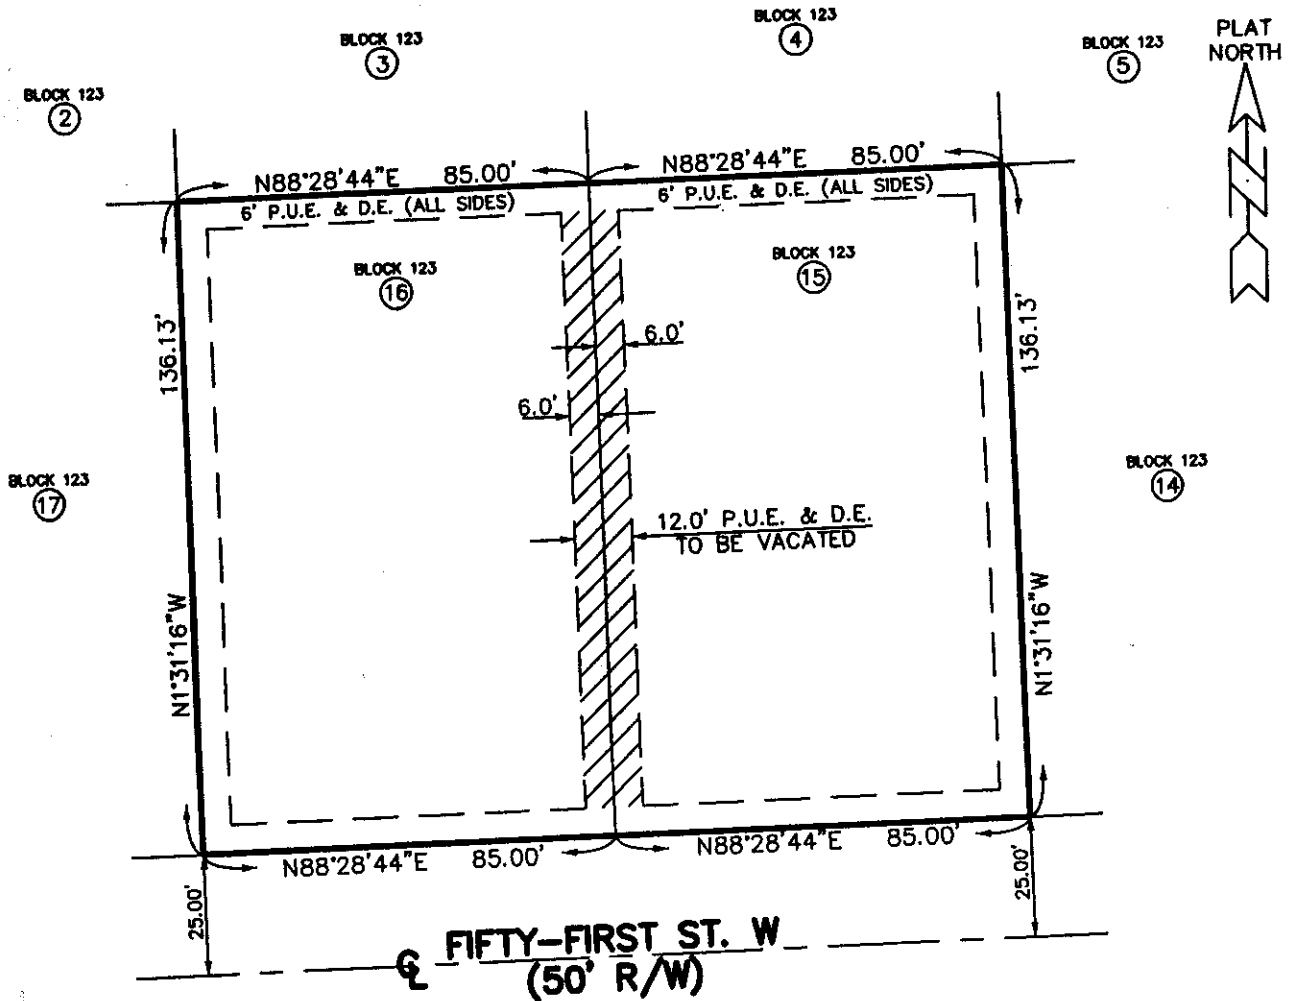 BLOCK 123
4
BLOCK 123
3
BLOCK 123
5
PLAT
NORTH
BLOCK 123
2
N88°28'44"E 85.00'
N88°28'44"E 85.00'
6' P.U.E. & D.E. (ALL SIDES)
6' P.U.E. & D.E. (ALL SIDES)
BLOCK 123
16
BLOCK 123
15
136.13'
136.13'
6.0'
6.0'
BLOCK 123
17
BLOCK 123
14
12.0' P.U.E. & D.E.
TO BE VACATED
N1°31'16"W
N1°31'16"W
N88°28'44"E 85.00'
N88°28'44"E 85.00'
25.00'
25.00'
℄ FIFTY-FIRST ST. W
(50' R/W)